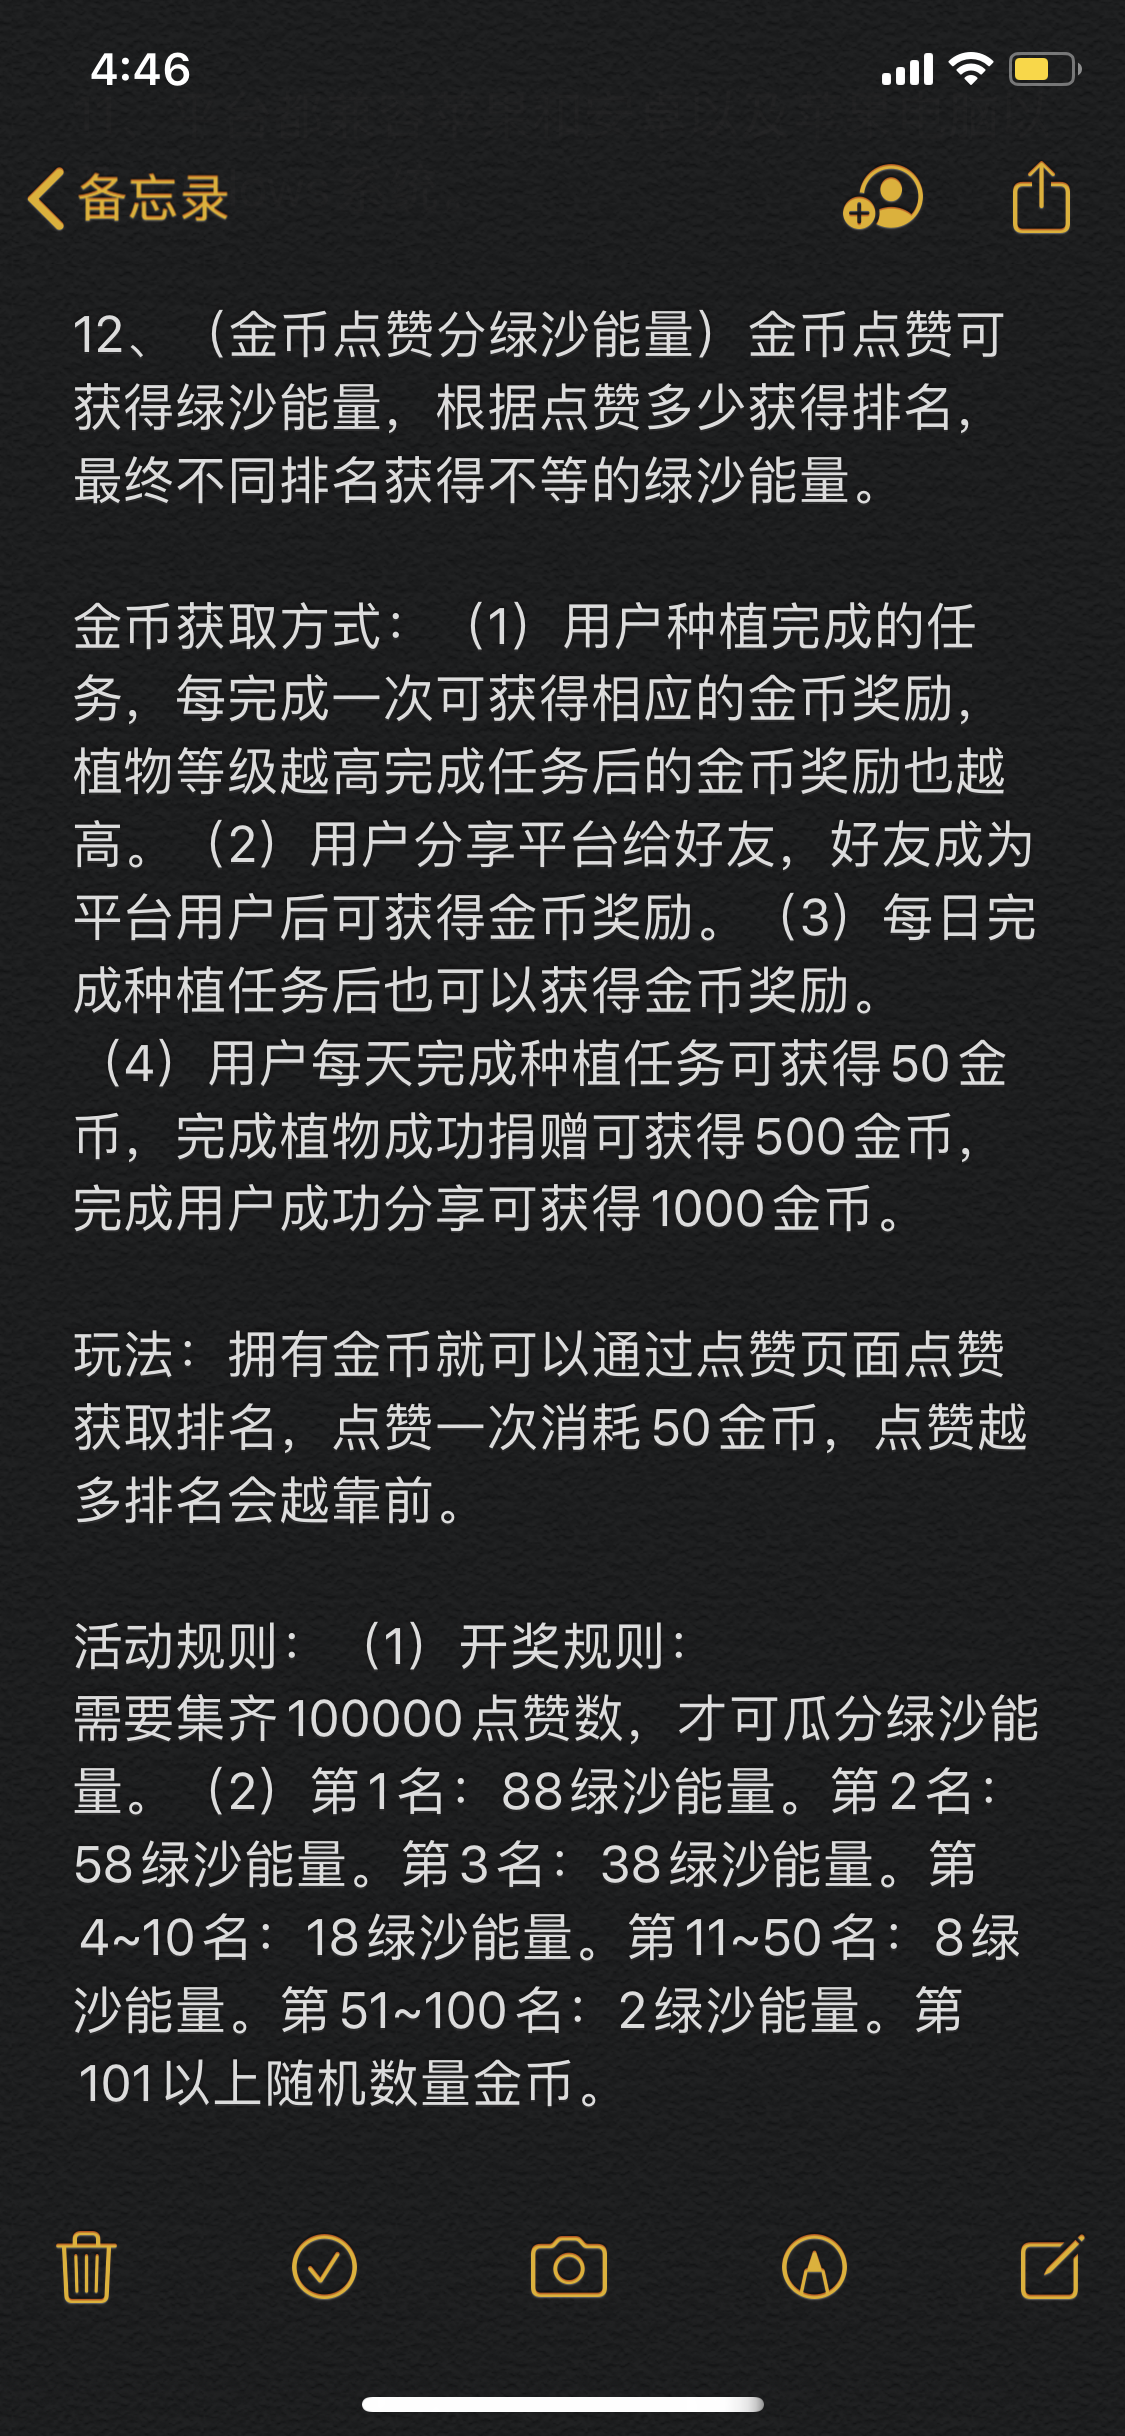 4:46
备忘录
12、（金币点赞分绿沙能量）金币点赞可
获得绿沙能量，根据点赞多少获得排名，
最终不同排名获得不等的绿沙能量。
金币获取方式：（1）用户种植完成的任
务，每完成一次可获得相应的金币奖励，
植物等级越高完成任务后的金币奖励也越
高。（2）用户分享平台给好友，好友成为
平台用户后可获得金币奖励。（3）每日完
成种植任务后也可以获得金币奖励。
（4）用户每天完成种植任务可获得50金
币，完成植物成功捐赠可获得500金币，
完成用户成功分享可获得1000金币。
玩法：拥有金币就可以通过点赞页面点赞
获取排名，点赞一次消耗50金币，点赞越
多排名会越靠前。
活动规则：（1）开奖规则：
需要集齐100000点赞数，才可瓜分绿沙能
量。（2）第1名：88绿沙能量。第2名：
58绿沙能量。第3名：38绿沙能量。第
4~10名：18绿沙能量。第11~50名：8绿
沙能量。第51~100名：2绿沙能量。第
101以上随机数量金币。